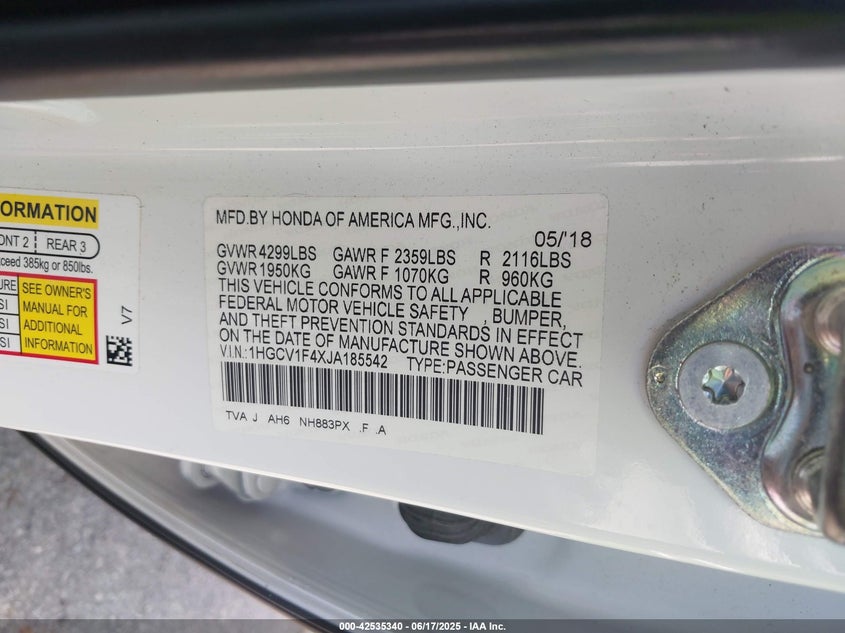 ORMATION
ONT 2 REAR 3
xceed 385kg or 850lbs.
URE SEE OWNER'S
SI MANUAL FOR
SI ADDITIONAL
SI INFORMATION
V7
MFD.BY HONDA OF AMERICA MFG.,INC.
05/'18
GVWR 4299LBS GAWR F 2359LBS R 2116LBS
GVWR 1950KG GAWR F 1070KG R 960KG
THIS VEHICLE CONFORMS TO ALL APPLICABLE
FEDERAL MOTOR VEHICLE SAFETY , BUMPER,
AND THEFT PREVENTION STANDARDS IN EFFECT
ON THE DATE OF MANUFACTURE SHOWN ABOVE.
V.I.N.:1HGCV1F4XJA185542 TYPE:PASSENGER CAR
TVA J AH6 NH883PX .F .A
000-42535340 - 06/17/2025 - IAA Inc.